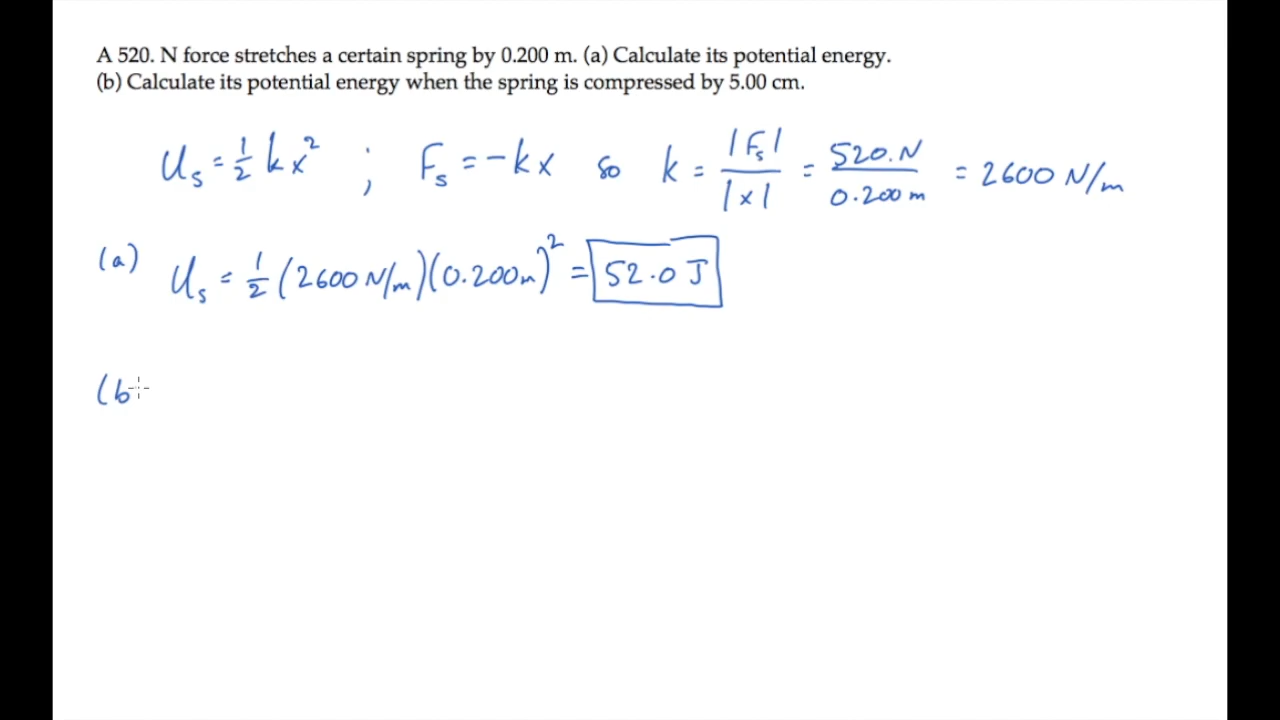 A 520. N force stretches a certain spring by 0.200 m. (a) Calculate its potential energy.
(b) Calculate its potential energy when the spring is compressed by 5.00 cm.
Us = 1/2 kx² ; Fs = -kx so k = |Fs| / |x| = 520. N / 0.200 m = 2600 N/m
(a) Us = 1/2 (2600 N/m)(0.200m)² = 52.0 J
(b